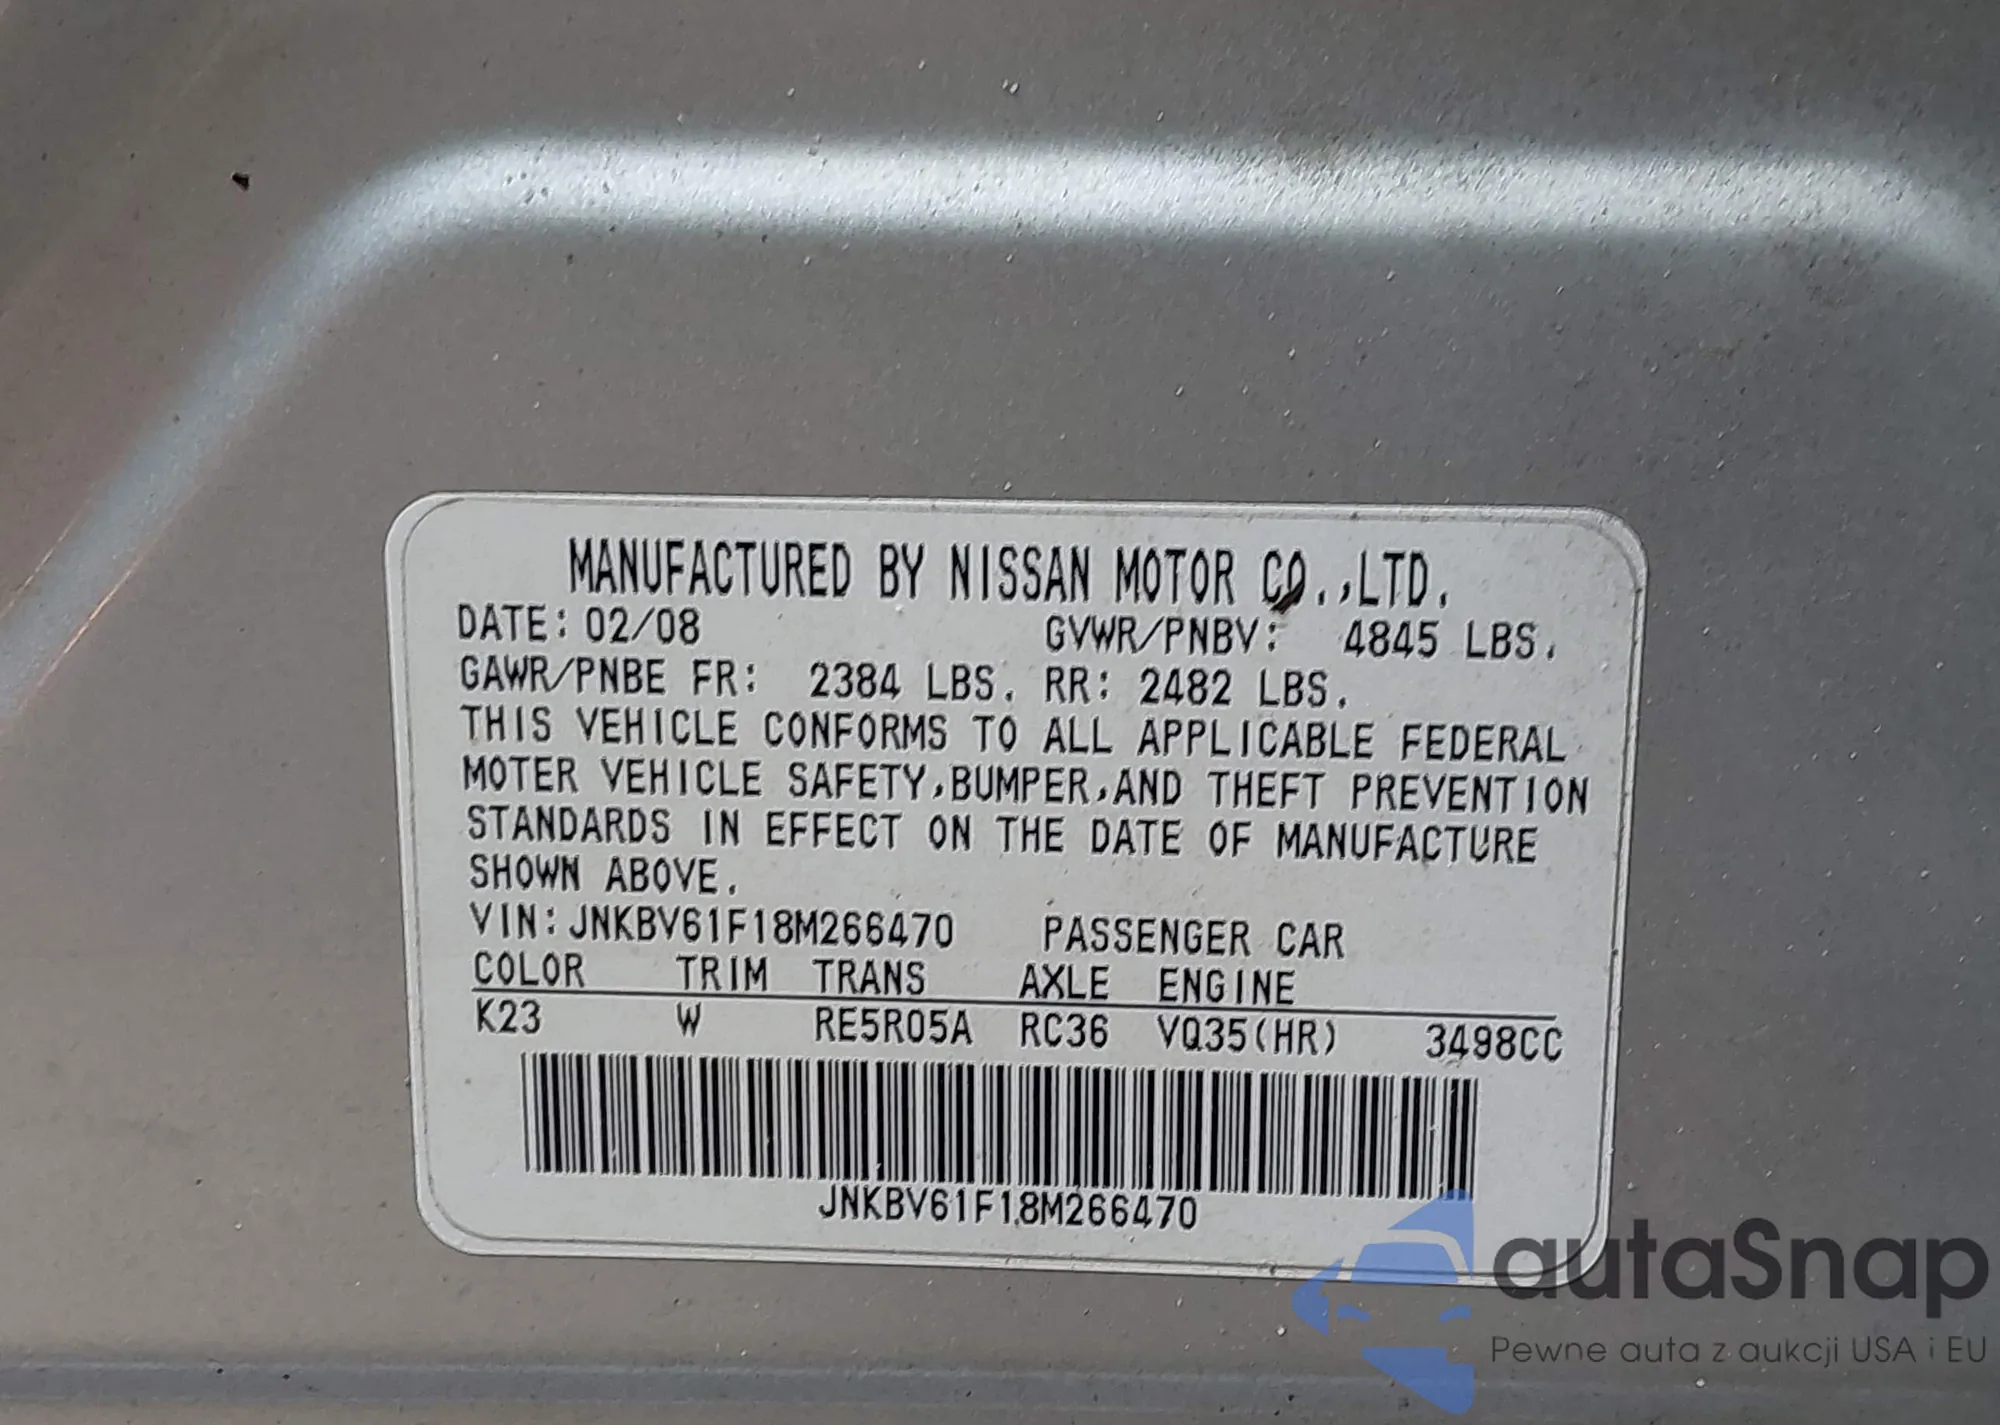 MANUFACTURED BY NISSAN MOTOR CO.,LTD.
DATE: 02/08 GVWR/PNBV: 4845 LBS.
GAWR/PNBE FR: 2384 LBS. RR: 2482 LBS.
THIS VEHICLE CONFORMS TO ALL APPLICABLE FEDERAL
MOTER VEHICLE SAFETY,BUMPER,AND THEFT PREVENTION
STANDARDS IN EFFECT ON THE DATE OF MANUFACTURE
SHOWN ABOVE.
VIN: JNKBV61F18M266470 PASSENGER CAR
COLOR TRIM TRANS AXLE ENGINE
K23 W RE5R05A RC36 VQ35(HR) 3498CC
JNKBV61F18M266470
autaSnap
Pewne auta z aukcji USA i EU